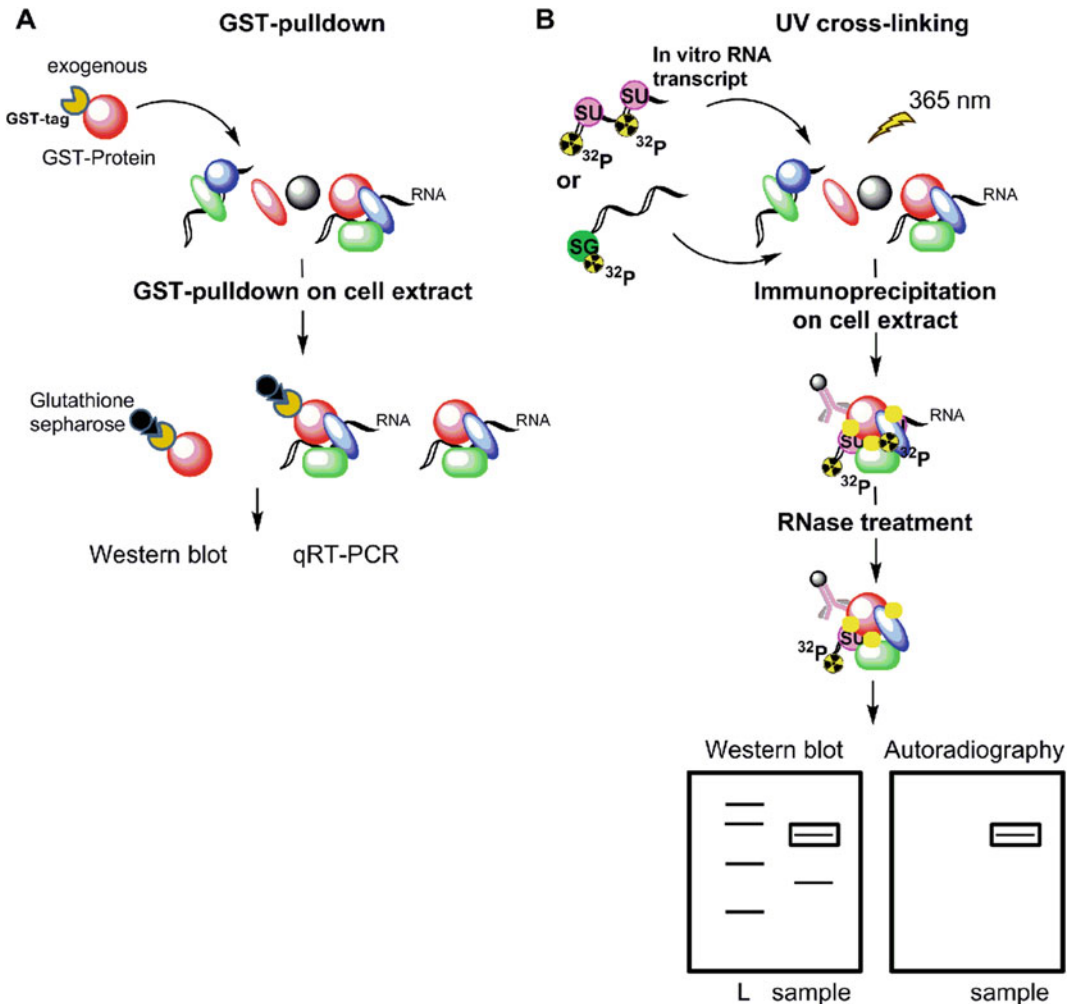 A
GST-pulldown
exogenous
GST-tag
GST-Protein
RNA
GST-pulldown on cell extract
Glutathione
sepharose
RNA
RNA
Western blot
qRT-PCR
B
UV cross-linking
In vitro RNA
transcript
SU
SU
32P
32P
or
SG
32P
365 nm
RNA
Immunoprecipitation
on cell extract
RNA
SU
32P
32P
RNase treatment
SU
32P
Western blot
Autoradiography
L
sample
sample